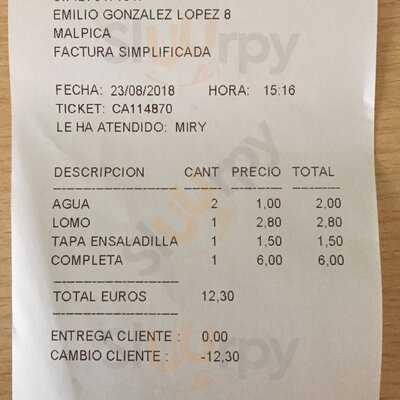 EMILIO GONZALEZ LOPEZ 8
MALPICA
FACTURA SIMPLIFICADA
FECHA: 23/08/2018 HORA: 15:16
TICKET: CA114870
LE HA ATENDIDO: MIRY
DESCRIPCION CANT PRECIO TOTAL
AGUA 2 1,00 2,00
LOMO 1 2,80 2,80
TAPA ENSALADILLA 1 1,50 1,50
COMPLETA 1 6,00 6,00
TOTAL EUROS 12,30
ENTREGA CLIENTE : 0,00
CAMBIO CLIENTE : -12,30